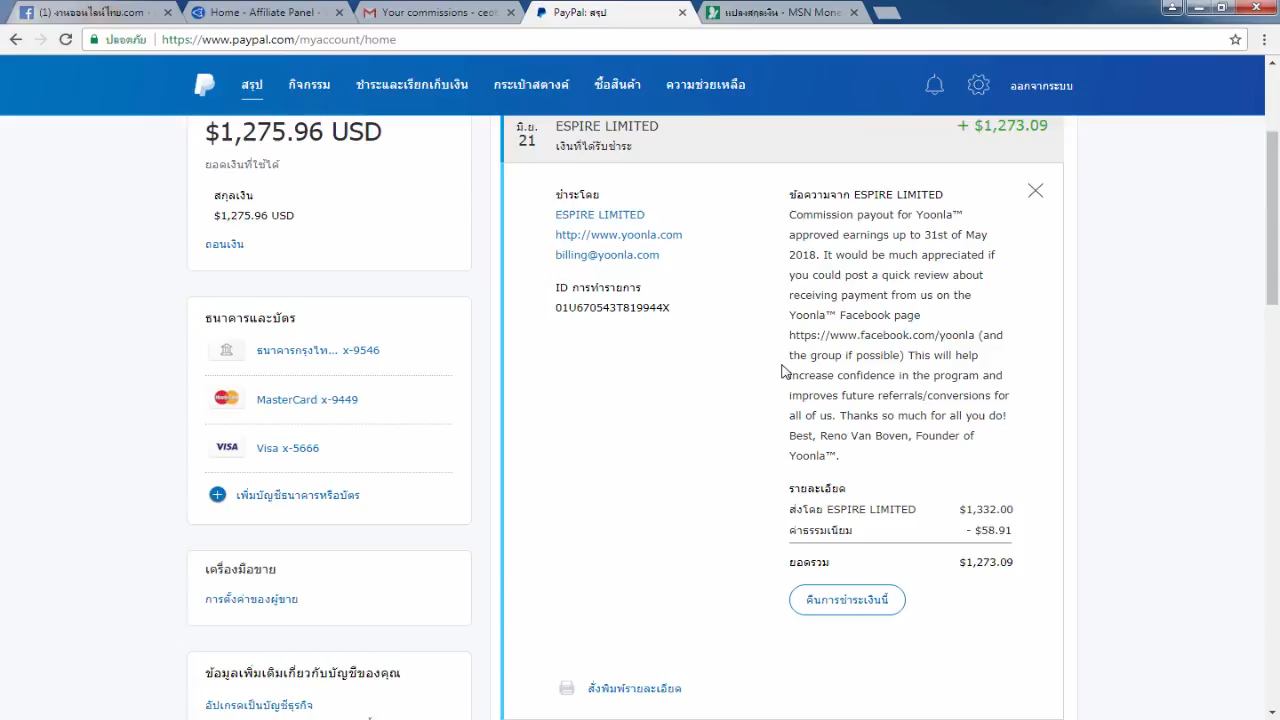 (1) งานออนไลน์ไทย.com -
Home - Affiliate Panel -
Your commissions - ceo
PayPal: สรุป
แปลงสกุลเงิน - MSN Mone
ปลอดภัย
https://www.paypal.com/myaccount/home
สรุป
กิจกรรม
ชำระและเรียกเก็บเงิน
กระเป๋าสตางค์
ซื้อสินค้า
ความช่วยเหลือ
ออกจากระบบ
$1,275.96 USD
ยอดเงินที่ใช้ได้
สกุลเงิน
$1,275.96 USD
ถอนเงิน
ธนาคารและบัตร
ธนาคารกรุงไท... x-9546
MasterCard x-9449
VISA
Visa x-5666
เพิ่มบัญชีธนาคารหรือบัตร
เครื่องมือขาย
การตั้งค่าของผู้ขาย
ข้อมูลเพิ่มเติมเกี่ยวกับบัญชีของคุณ
อัปเกรดเป็นบัญชีธุรกิจ
มิ.ย.
21
ESPIRE LIMITED
เงินที่ได้รับชำระ
+ $1,273.09
ชำระโดย
ESPIRE LIMITED
http://www.yoonla.com
billing@yoonla.com
ID การทำรายการ
01U670543T819944X
ข้อความจาก ESPIRE LIMITED
Commission payout for Yoonla™
approved earnings up to 31st of May
2018. It would be much appreciated if
you could post a quick review about
receiving payment from us on the
Yoonla™ Facebook page
https://www.facebook.com/yoonla (and
the group if possible) This will help
increase confidence in the program and
improves future referrals/conversions for
all of us. Thanks so much for all you do!
Best, Reno Van Boven, Founder of
Yoonla™.
รายละเอียด
ส่งโดย ESPIRE LIMITED $1,332.00
ค่าธรรมเนียม - $58.91
ยอดรวม $1,273.09
คืนการชำระเงินนี้
สั่งพิมพ์รายละเอียด